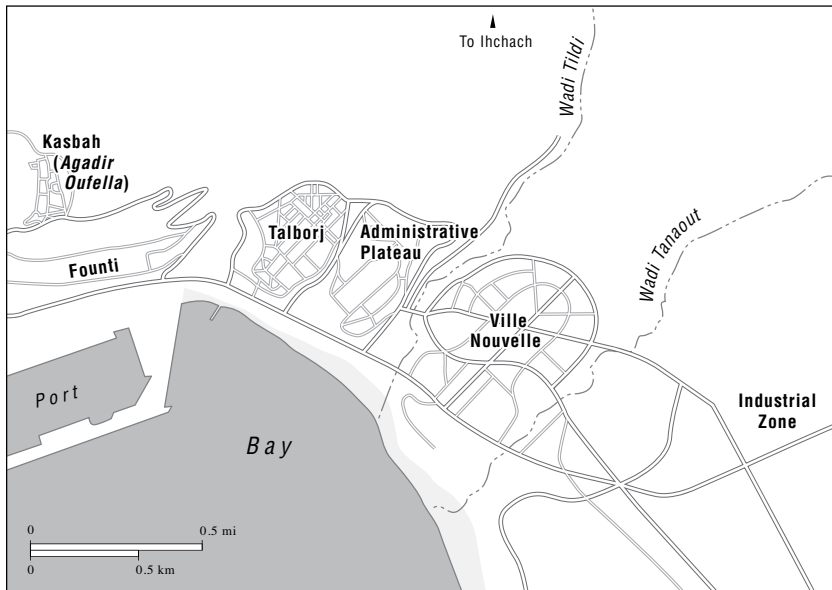 To Ihchach
Wadi Tildi
Kasbah
(Agadir
Oufella)
Wadi Tanaout
Talborj
Administrative
Plateau
Founti
Ville
Nouvelle
Port
Industrial
Zone
Bay
0 0.5 mi
0 0.5 km